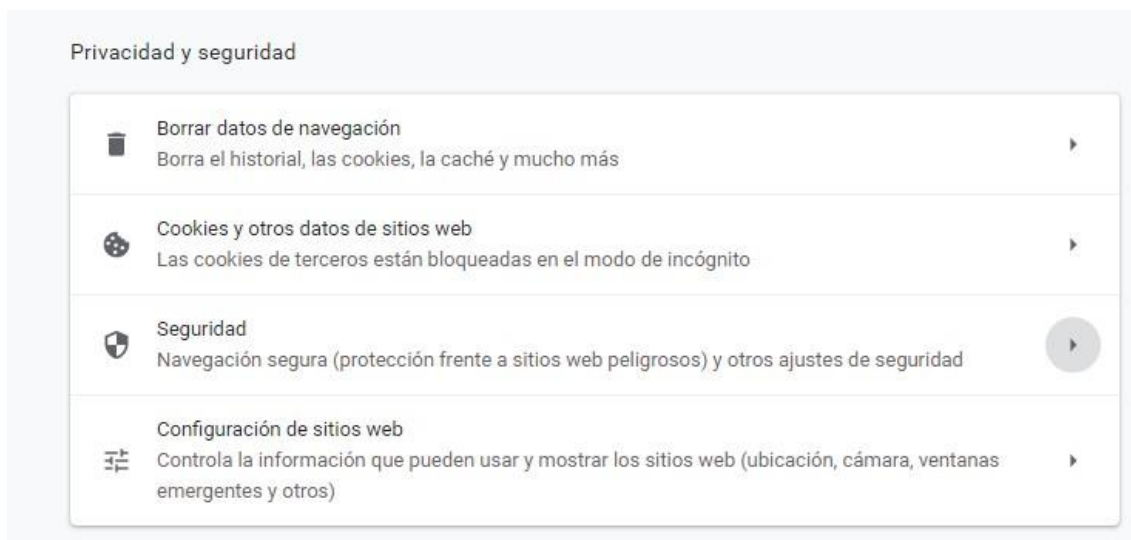 Privacidad y seguridad
Borrar datos de navegación
Borra el historial, las cookies, la caché y mucho más
Cookies y otros datos de sitios web
Las cookies de terceros están bloqueadas en el modo de incógnito
Seguridad
Navegación segura (protección frente a sitios web peligrosos) y otros ajustes de seguridad
Configuración de sitios web
Controla la información que pueden usar y mostrar los sitios web (ubicación, cámara, ventanas
emergentes y otros)